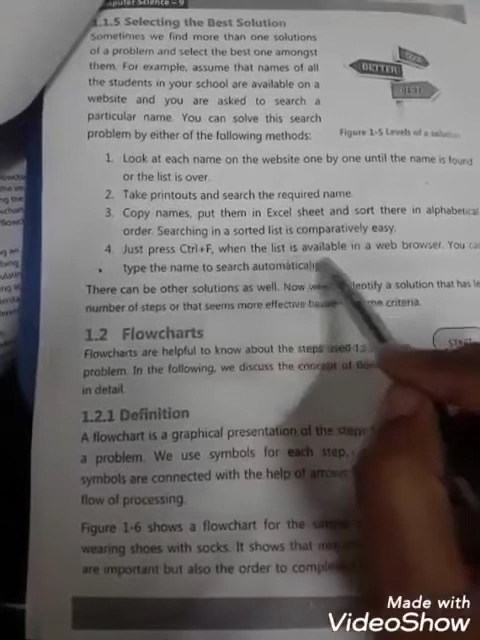 Computer Science – 9
1.1.5 Selecting the Best Solution
Sometimes we find more than one solutions
of a problem and select the best one amongst
them. For example, assume that names of all
the students in your school are available on a
website and you are asked to search a
particular name. You can solve this search
problem by either of the following methods:
GOOD
BETTER
BEST
Figure 1-5 Levels of a solution
1. Look at each name on the website one by one until the name is found
or the list is over.
2. Take printouts and search the required name.
3. Copy names, put them in Excel sheet and sort there in alphabetical
order. Searching in a sorted list is comparatively easy.
4. Just press Ctrl+F, when the list is available in a web browser. You ca
type the name to search automatically
There can be other solutions as well. Now identify a solution that has le
number of steps or that seems more effective criteria.
1.2 Flowcharts
START
Flowcharts are helpful to know about the steps used to
problem. In the following, we discuss the concept of flow
in detail.
1.2.1 Definition
A flowchart is a graphical presentation of the steps
a problem. We use symbols for each step,
symbols are connected with the help of arrows
flow of processing.
Figure 1-6 shows a flowchart for the
wearing shoes with socks. It shows that
are important but also the order to comple
Made with
VideoShow